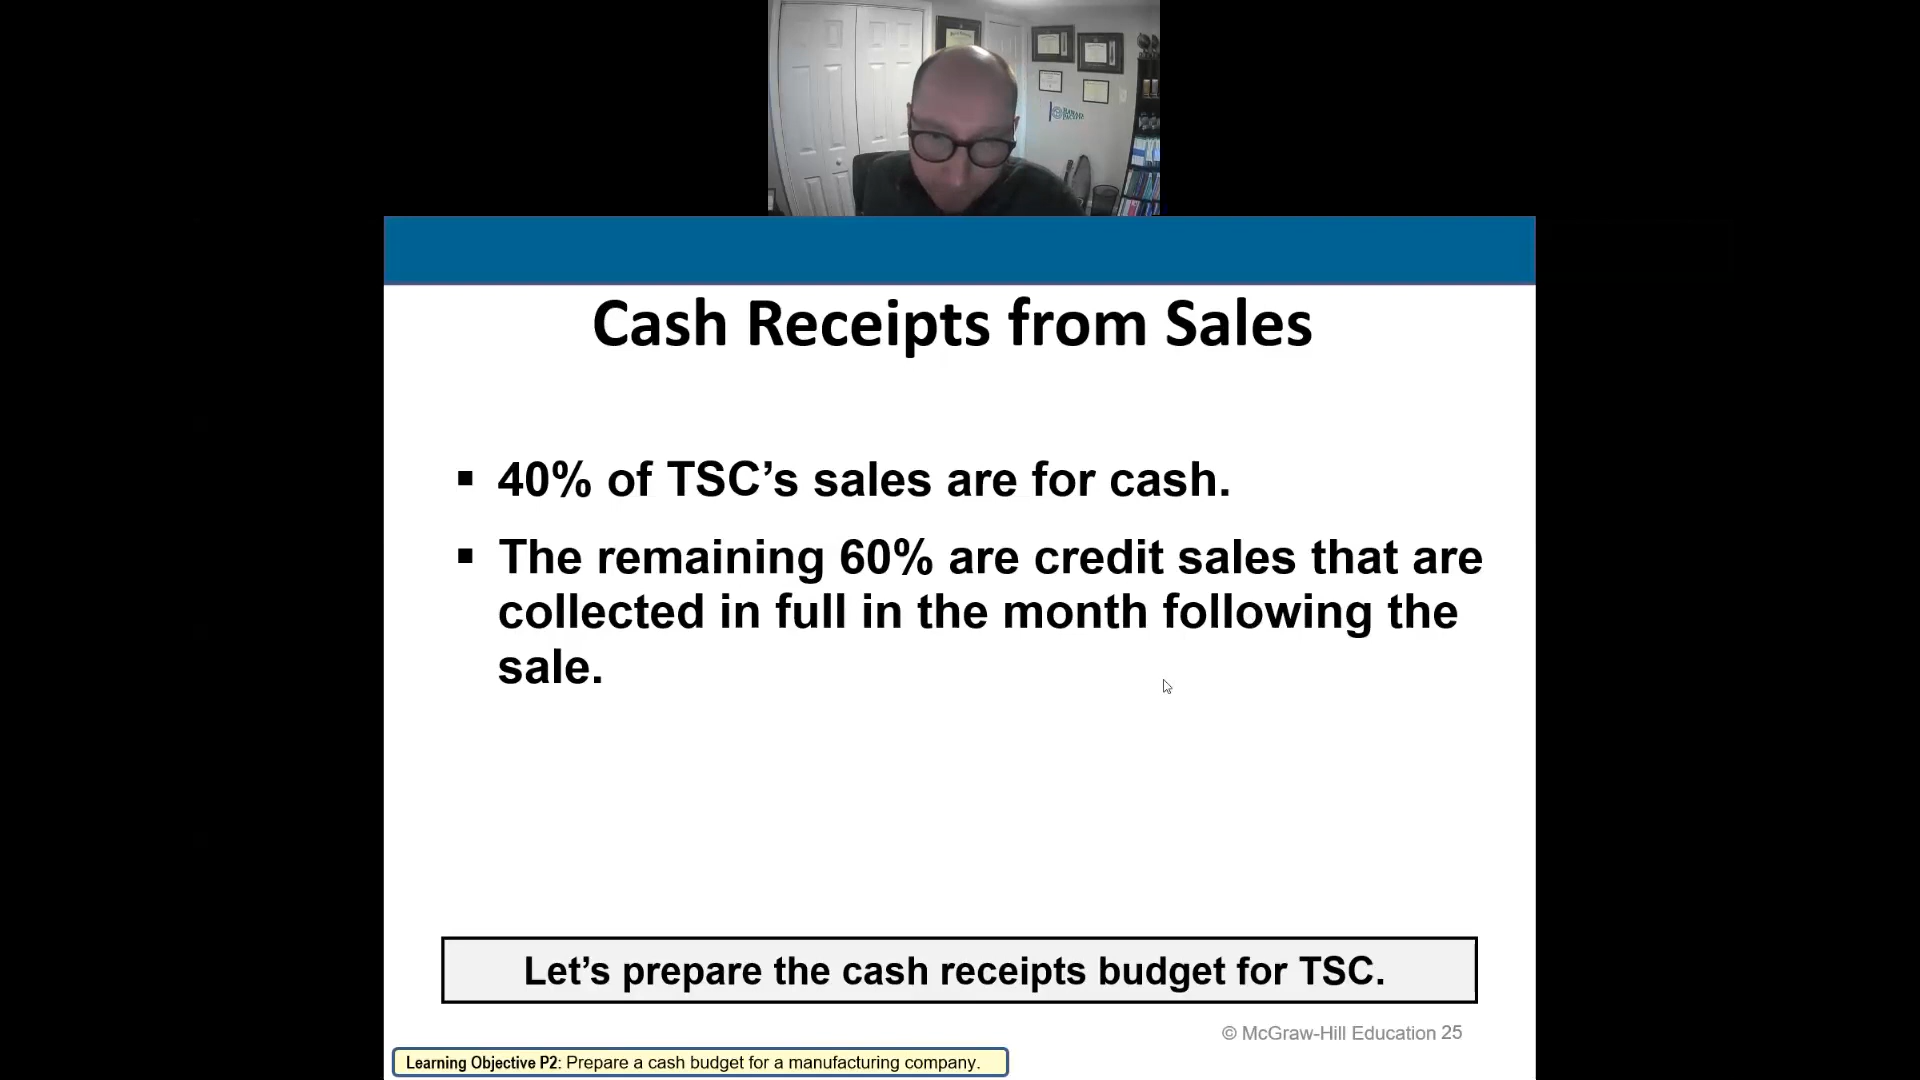 Cash Receipts from Sales
▪ 40% of TSC’s sales are for cash.
▪ The remaining 60% are credit sales that are
collected in full in the month following the
sale.
Let’s prepare the cash receipts budget for TSC.
© McGraw-Hill Education 25
Learning Objective P2: Prepare a cash budget for a manufacturing company.